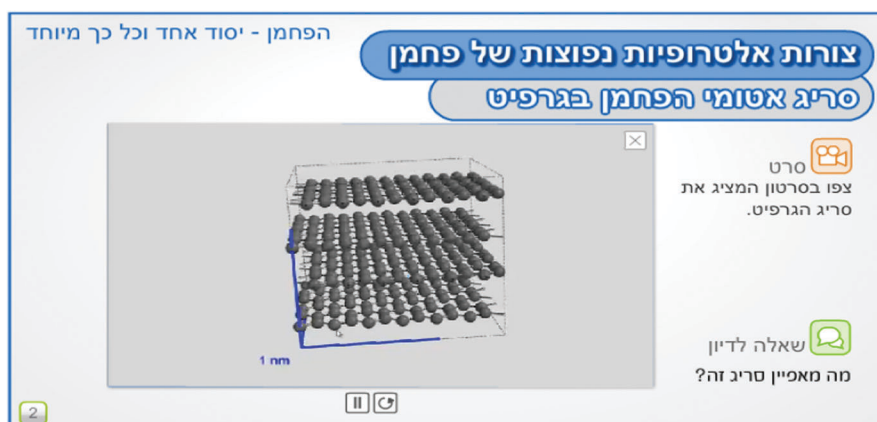 הפחמן - יסוד אחד וכל כך מיוחד
צורות אלטרופיות נפוצות של פחמן
סריג אטומי הפחמן בגרפיט
סרט
צפו בסרטון המציג את
סריג הגרפיט.
1 nm
שאלה לדיון
מה מאפיין סריג זה?
2